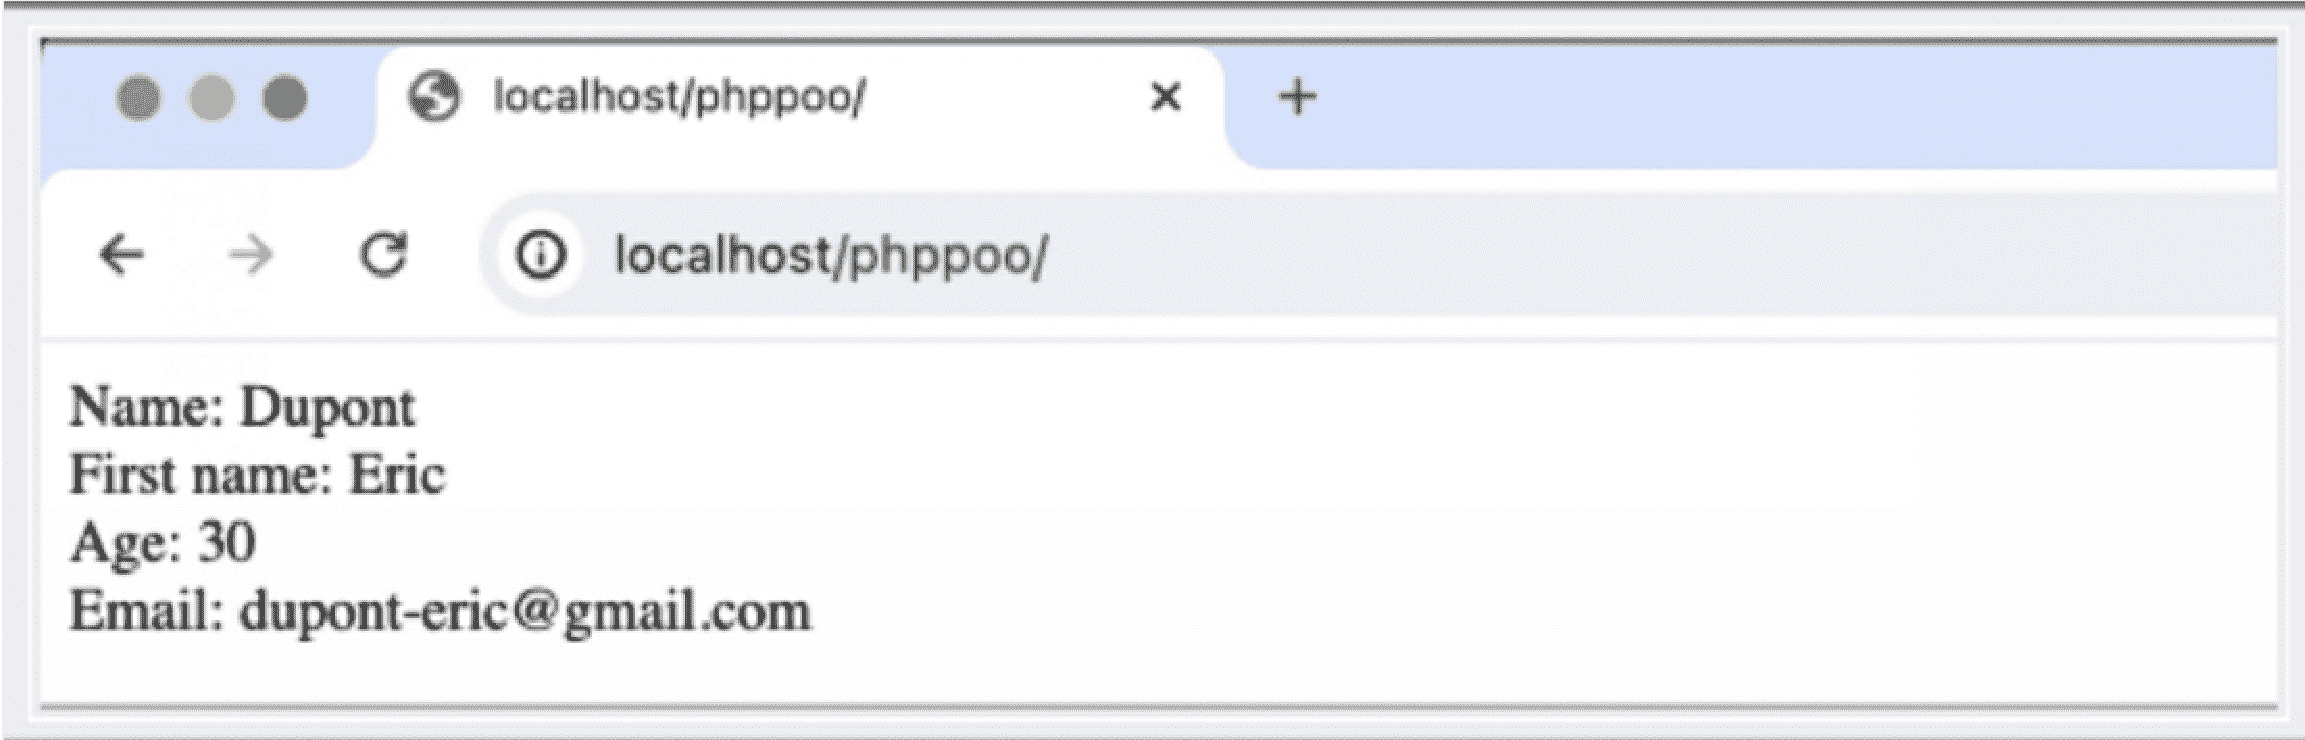 localhost/phppoo/
localhost/phppoo/
Name: Dupont
First name: Eric
Age: 30
Email: dupont-eric@gmail.com